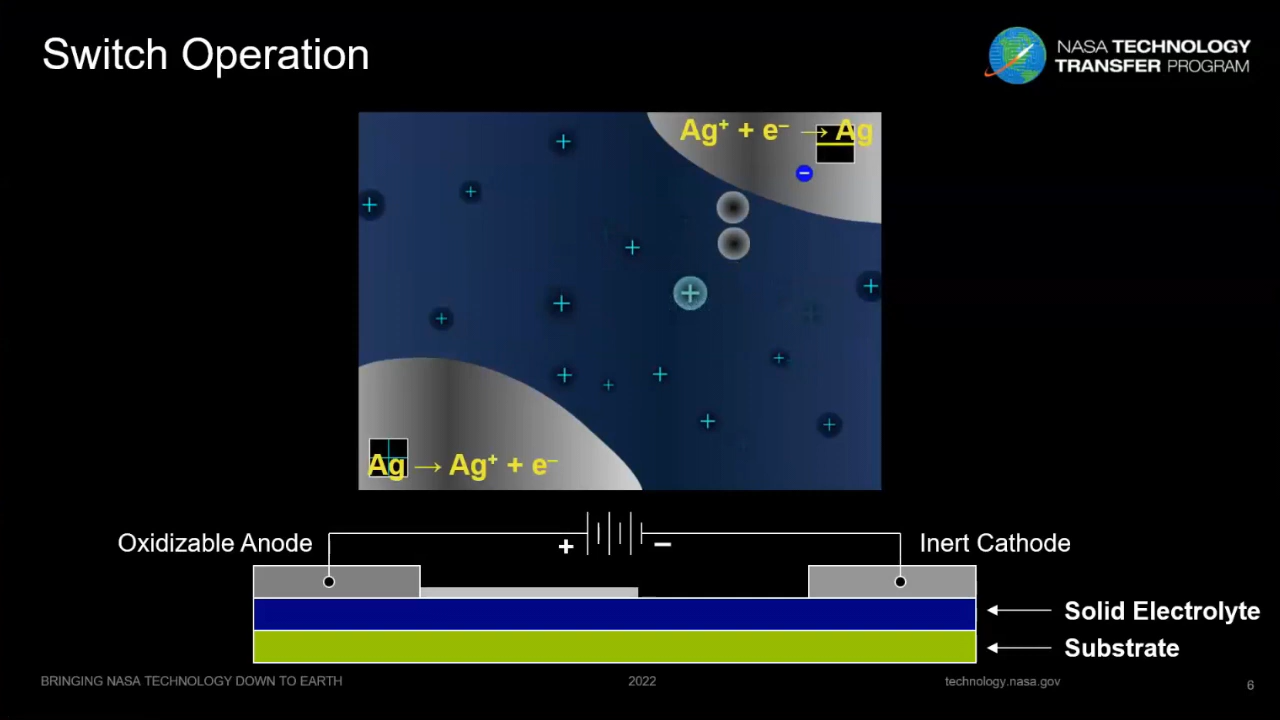 Switch Operation
NASA TECHNOLOGY
TRANSFER PROGRAM
Ag⁺ + e⁻ → Ag
Ag → Ag⁺ + e⁻
Oxidizable Anode
+
−
Inert Cathode
Solid Electrolyte
Substrate
BRINGING NASA TECHNOLOGY DOWN TO EARTH
2022
technology.nasa.gov
6